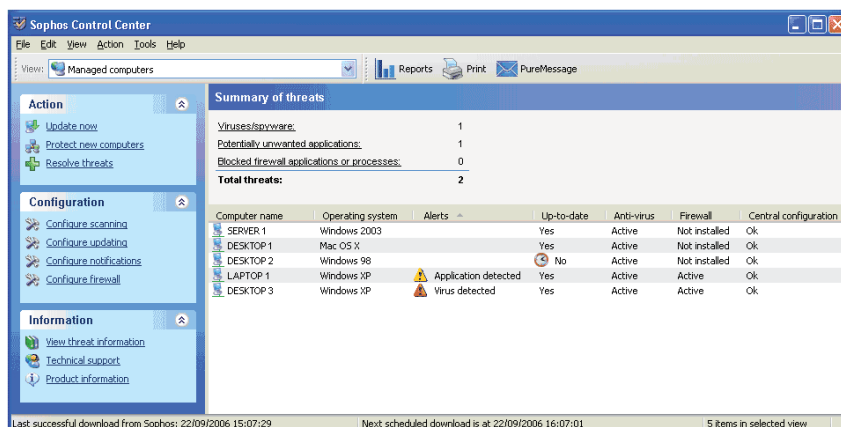 Sophos Control Center
File Edit View Action Tools Help
View: Managed computers Reports Print PureMessage
Action
Update now
Protect new computers
Resolve threats
Configuration
Configure scanning
Configure updating
Configure notifications
Configure firewall
Information
View threat information
Technical support
Product information
Summary of threats
Viruses/spyware: 1
Potentially unwanted applications: 1
Blocked firewall applications or processes: 0
Total threats: 2
Computer name Operating system Alerts Up-to-date Anti-virus Firewall Central configuration
SERVER 1 Windows 2003 Yes Active Not installed Ok
DESKTOP 1 Mac OS X Yes Active Not installed Ok
DESKTOP 2 Windows 98 No Active Not installed Ok
LAPTOP 1 Windows XP Application detected Yes Active Active Ok
DESKTOP 3 Windows XP Virus detected Yes Active Active Ok
Last successful download from Sophos: 22/09/2006 15:07:29 Next scheduled download is at 22/09/2006 16:07:01 5 items in selected view